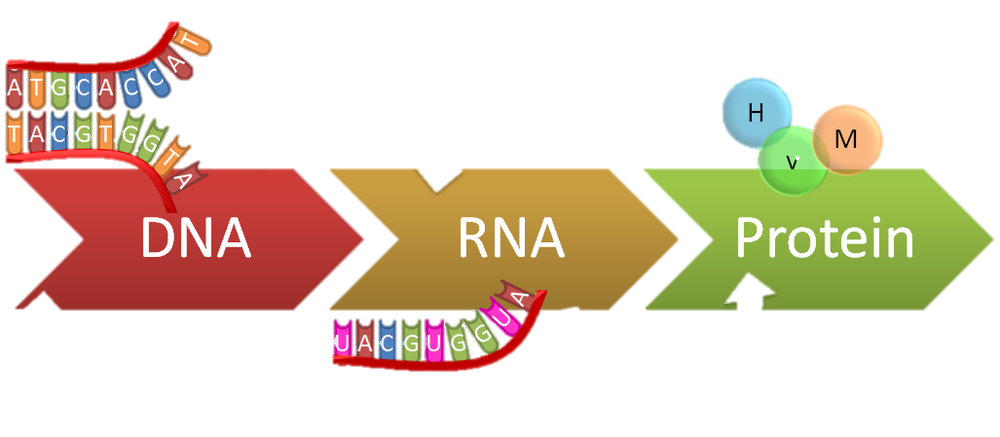 ATGCACCAT
TACGTGGTA
DNA
RNA
Protein
UACGUGGUA
H
v
M